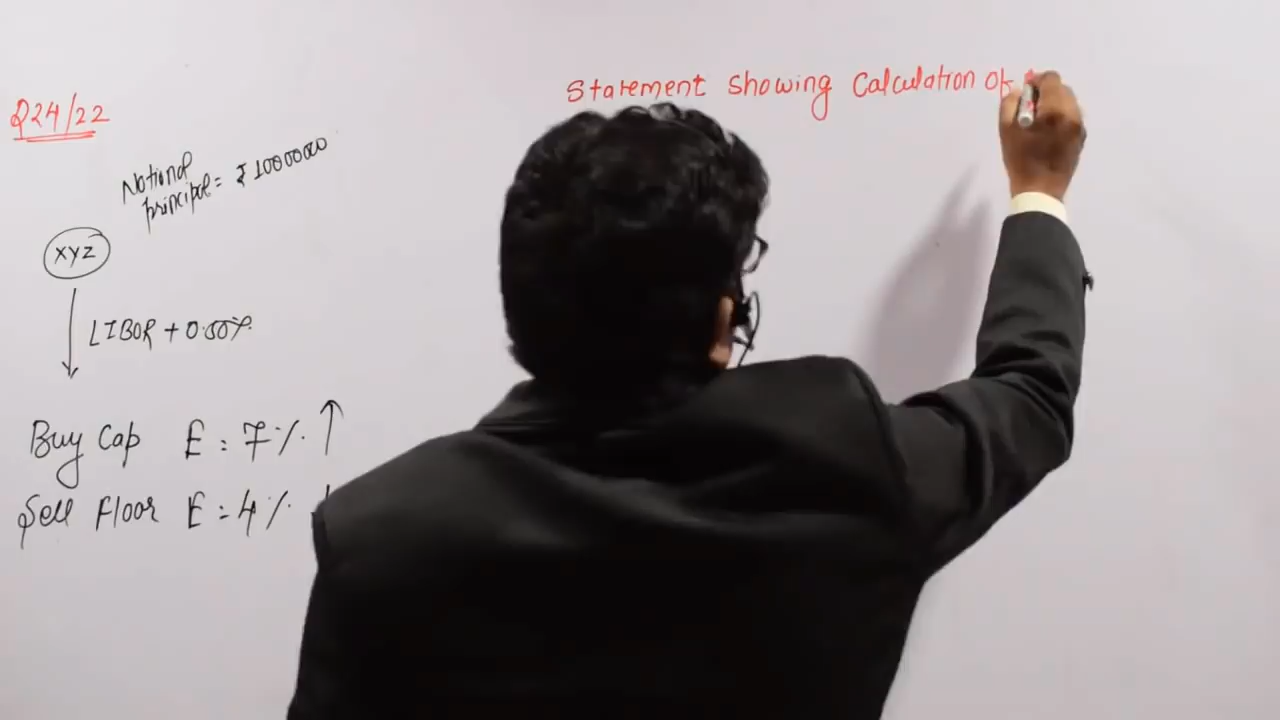 Statement showing Calculation of
Q24/22
Notional
principal = ₹ 10000000
XYZ
LIBOR + 0.50%
Buy Cap E = 7% ↑
Sell Floor E = 4%